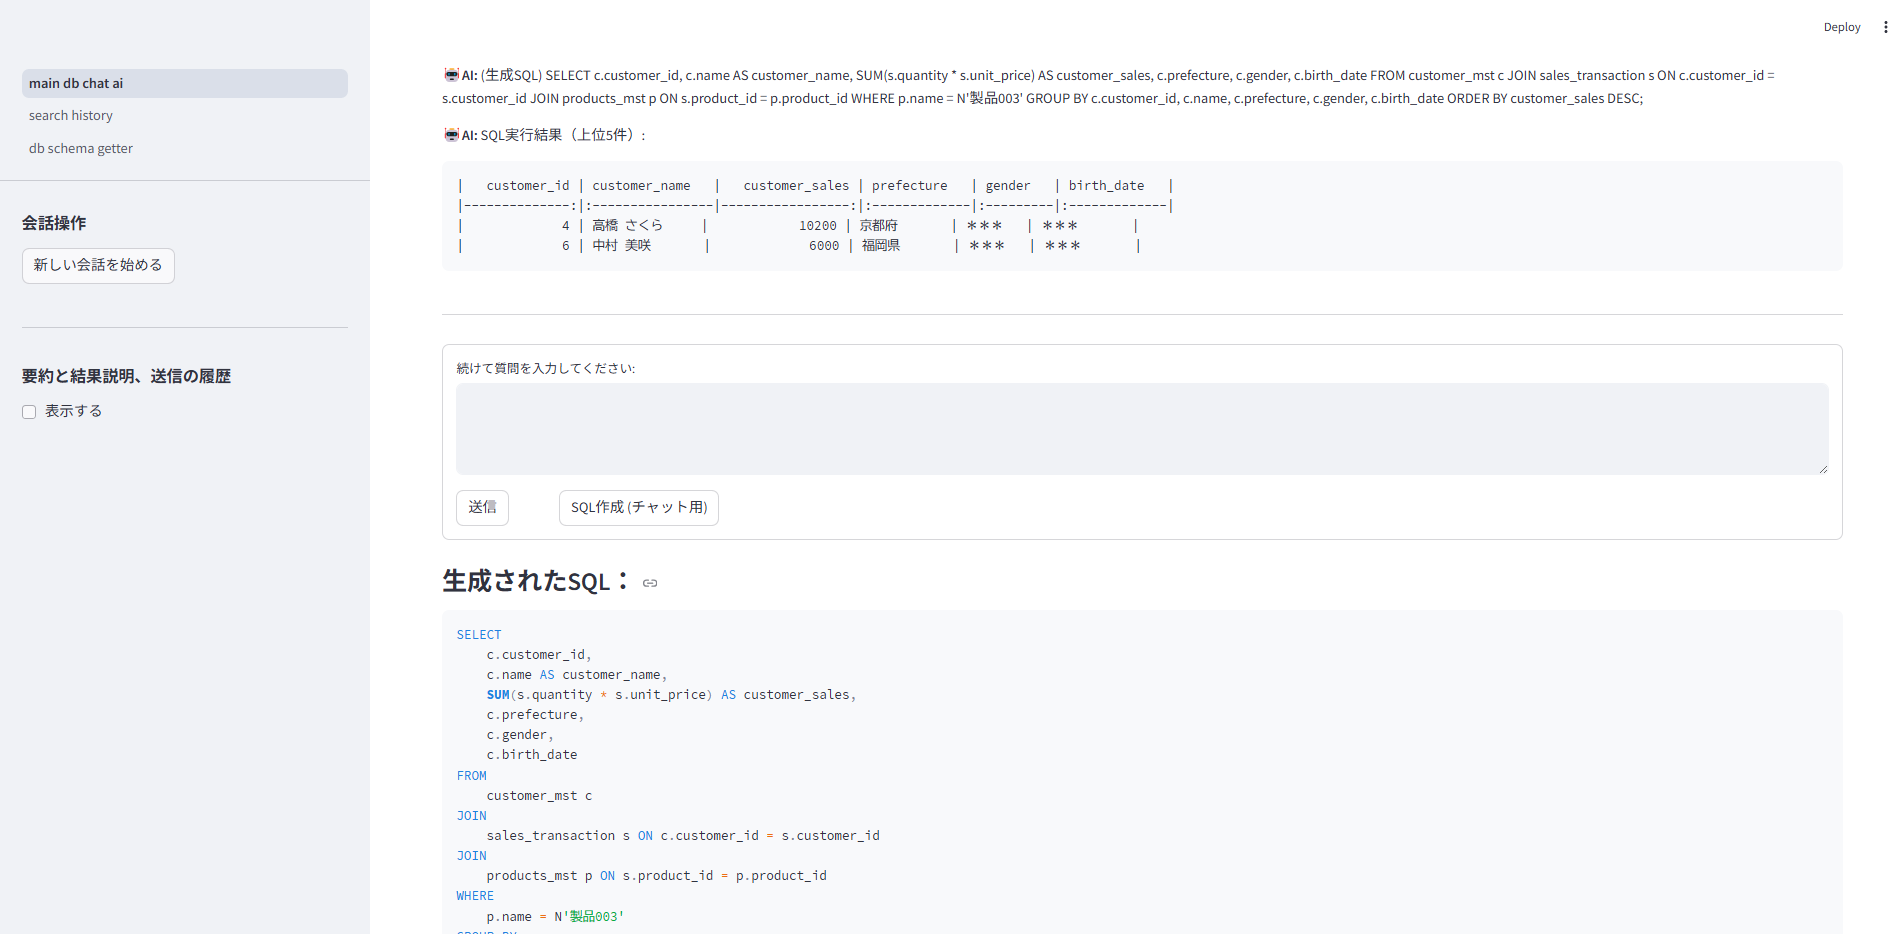 Deploy
main db chat ai
search history
db schema getter
会話操作
新しい会話を始める
要約と結果説明、送信の履歴
表示する
AI: (生成SQL) SELECT c.customer_id, c.name AS customer_name, SUM(s.quantity * s.unit_price) AS customer_sales, c.prefecture, c.gender, c.birth_date FROM customer_mst c JOIN sales_transaction s ON c.customer_id =
s.customer_id JOIN products_mst p ON s.product_id = p.product_id WHERE p.name = N'製品003' GROUP BY c.customer_id, c.name, c.prefecture, c.gender, c.birth_date ORDER BY customer_sales DESC;
AI: SQL実行結果（上位5件）:
|   customer_id | customer_name   |   customer_sales | prefecture   | gender   | birth_date   |
|--------------:|:----------------|-----------------:|:-------------|:---------|:-------------|
|             4 | 高橋 さくら     |            10200 | 京都府       | ***   | ***       |
|             6 | 中村 美咲       |             6000 | 福岡県       | ***   | ***       |
続けて質問を入力してください:
送信
SQL作成 (チャット用)
生成されたSQL：
SELECT
    c.customer_id,
    c.name AS customer_name,
    SUM(s.quantity * s.unit_price) AS customer_sales,
    c.prefecture,
    c.gender,
    c.birth_date
FROM
    customer_mst c
JOIN
    sales_transaction s ON c.customer_id = s.customer_id
JOIN
    products_mst p ON s.product_id = p.product_id
WHERE
    p.name = N'製品003'
GROUP BY